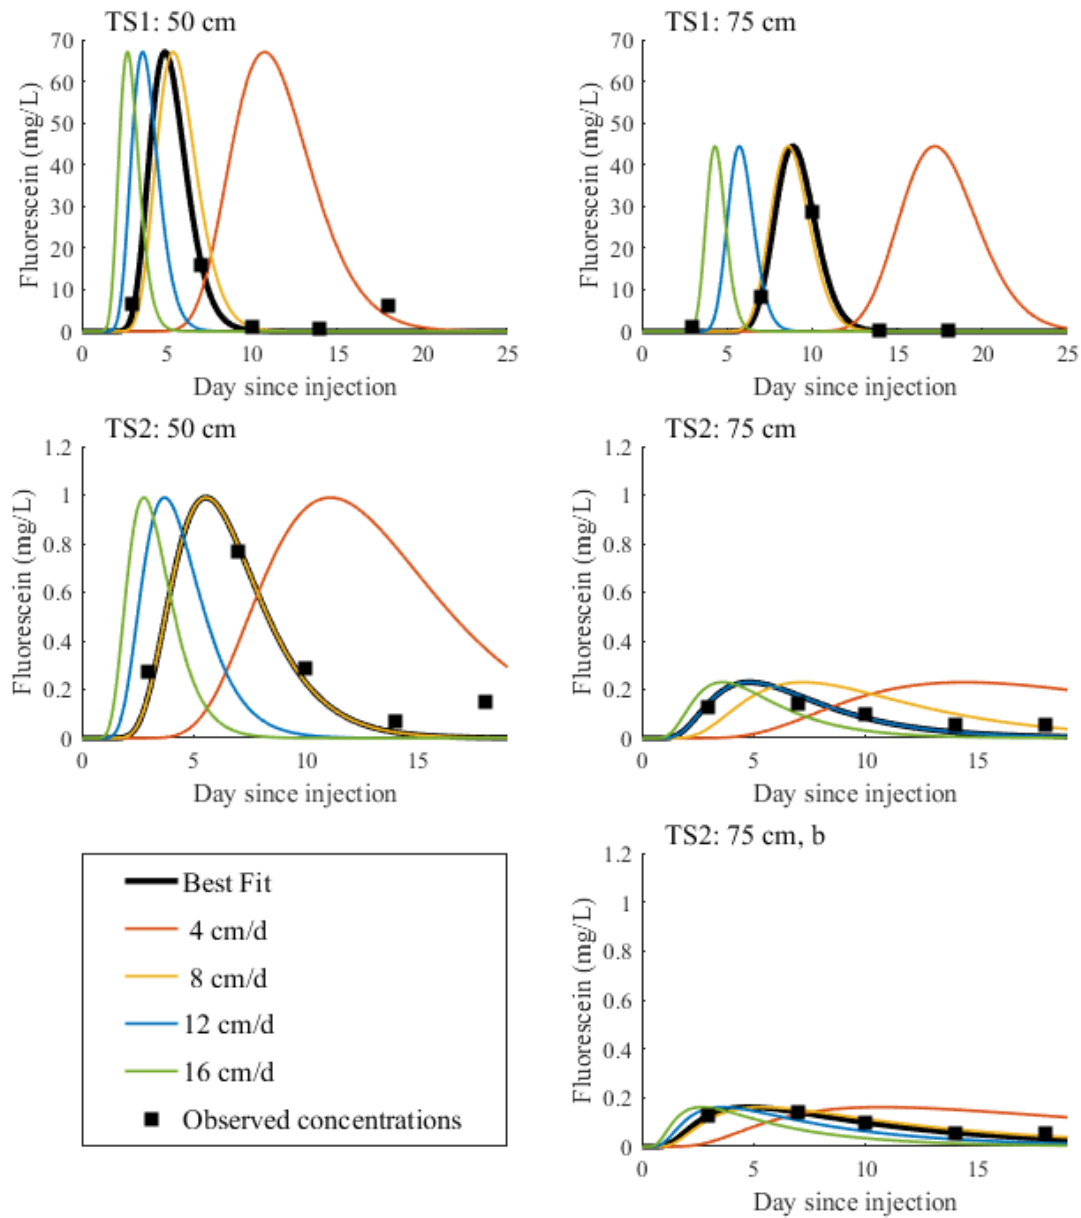 TS1: 50 cm
70
60
50
40
30
20
10
0
Fluorescein (mg/L)
0 5 10 15 20 25
Day since injection
TS1: 75 cm
70
60
50
40
30
20
10
0
Fluorescein (mg/L)
0 5 10 15 20 25
Day since injection
TS2: 50 cm
1.2
1
0.8
0.6
0.4
0.2
0
Fluorescein (mg/L)
0 5 10 15
Day since injection
TS2: 75 cm
1.2
1
0.8
0.6
0.4
0.2
0
Fluorescein (mg/L)
0 5 10 15
Day since injection
Best Fit
4 cm/d
8 cm/d
12 cm/d
16 cm/d
Observed concentrations
TS2: 75 cm, b
1.2
1
0.8
0.6
0.4
0.2
0
Fluorescein (mg/L)
0 5 10 15
Day since injection